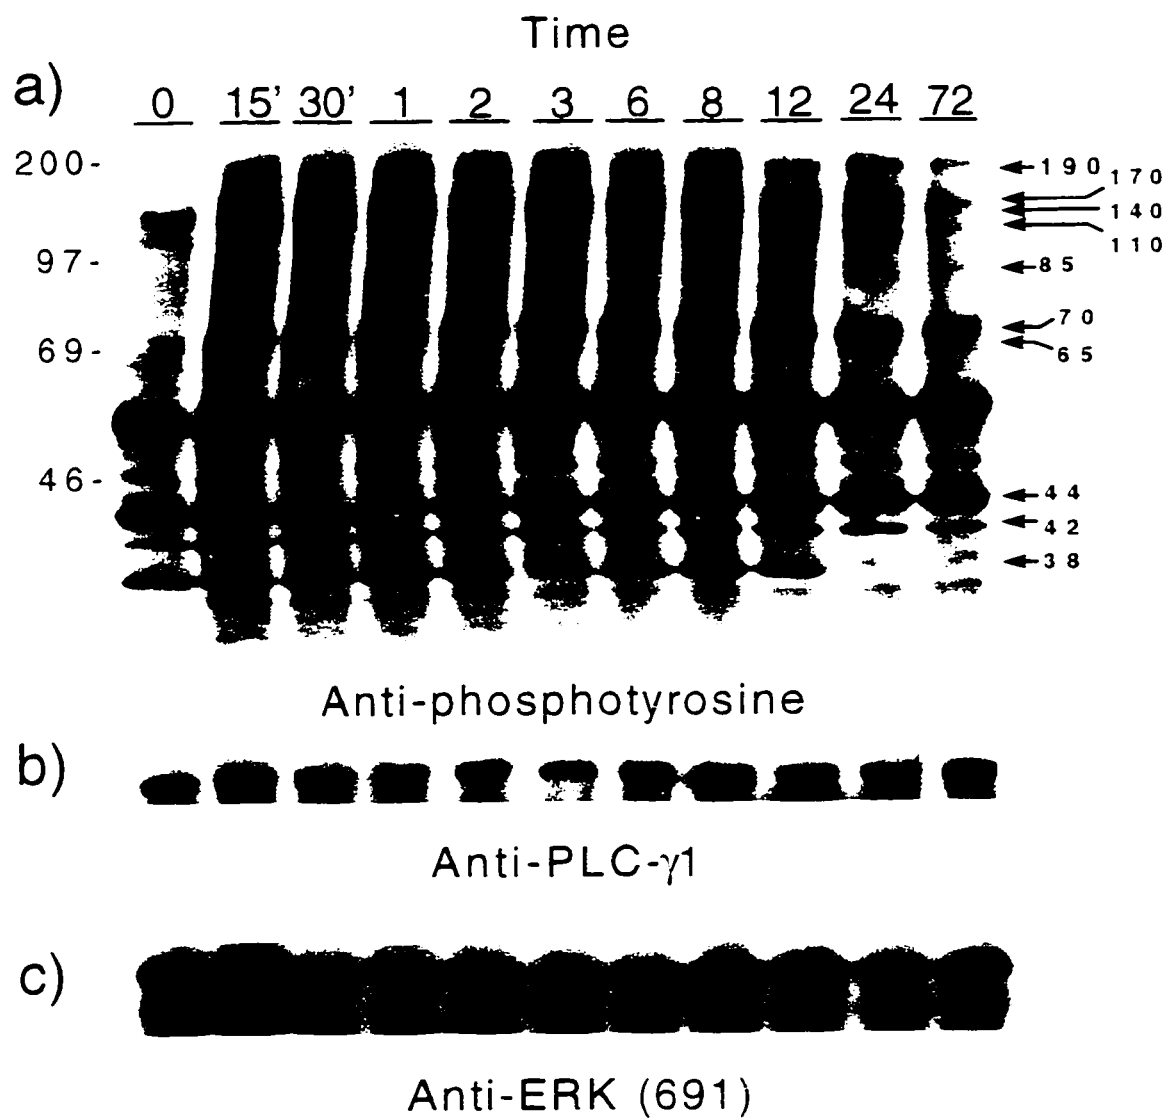 Time
a)
0 15’ 30’ 1 2 3 6 8 12 24 72
200-
97-
69-
46-
190
170
140
110
85
70
65
44
42
38
Anti-phosphotyrosine
b)
Anti-PLC-γ1
c)
Anti-ERK (691)